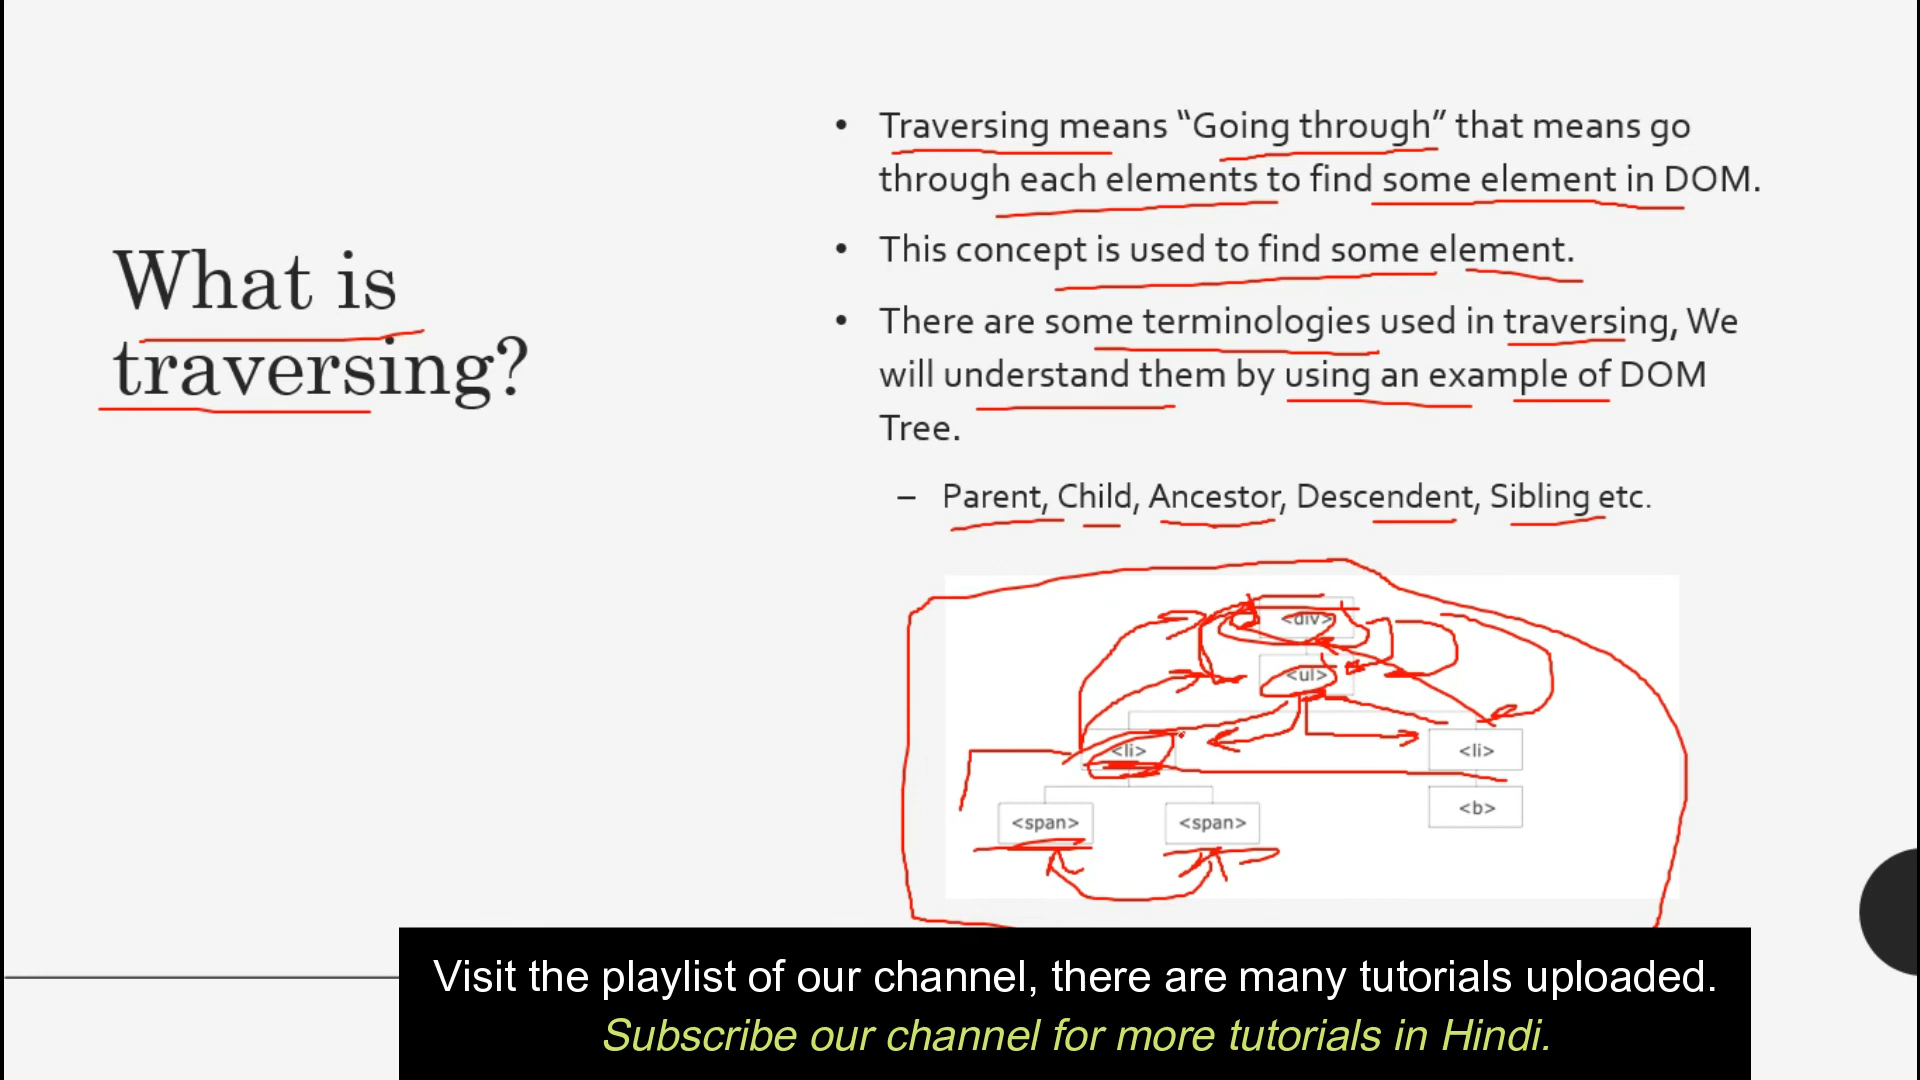 What is
traversing?
• Traversing means “Going through” that means go
through each elements to find some element in DOM.
• This concept is used to find some element.
• There are some terminologies used in traversing, We
will understand them by using an example of DOM
Tree.
– Parent, Child, Ancestor, Descendent, Sibling etc.
<div>
<ul>
<li> <li>
<span> <span> <b>
Visit the playlist of our channel, there are many tutorials uploaded.
Subscribe our channel for more tutorials in Hindi.